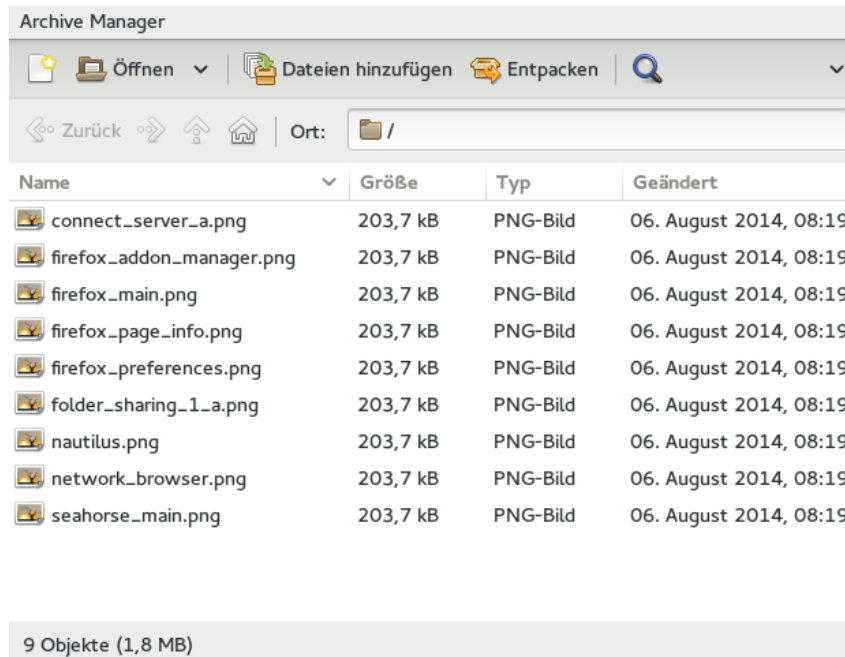 Archive Manager
Öffnen Dateien hinzufügen Entpacken
Zurück Ort: /
Name Größe Typ Geändert
connect_server_a.png 203,7 kB PNG-Bild 06. August 2014, 08:19
firefox_addon_manager.png 203,7 kB PNG-Bild 06. August 2014, 08:19
firefox_main.png 203,7 kB PNG-Bild 06. August 2014, 08:19
firefox_page_info.png 203,7 kB PNG-Bild 06. August 2014, 08:19
firefox_preferences.png 203,7 kB PNG-Bild 06. August 2014, 08:19
folder_sharing_1_a.png 203,7 kB PNG-Bild 06. August 2014, 08:19
nautilus.png 203,7 kB PNG-Bild 06. August 2014, 08:19
network_browser.png 203,7 kB PNG-Bild 06. August 2014, 08:19
seahorse_main.png 203,7 kB PNG-Bild 06. August 2014, 08:19
9 Objekte (1,8 MB)